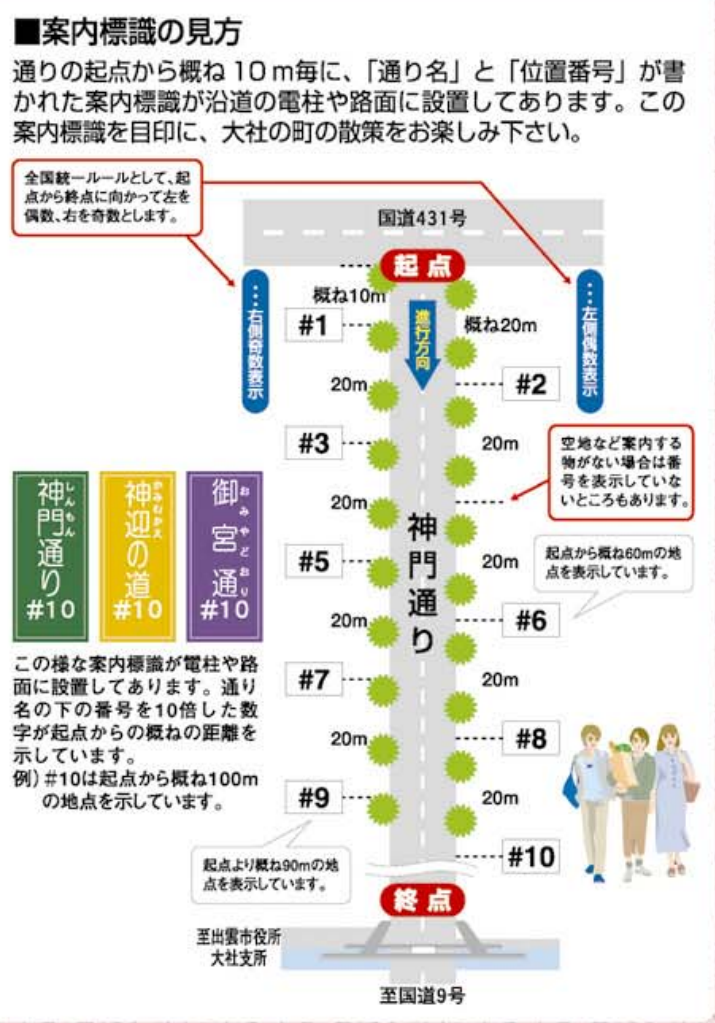 ■案内標識の見方
通りの起点から概ね10m毎に、「通り名」と「位置番号」が書
かれた案内標識が沿道の電柱や路面に設置してあります。この
案内標識を目印に、大社の町の散策をお楽しみ下さい。
全国統一ルールとして、起
点から終点に向かって左を
偶数、右を奇数とします。
国道431号
起点
…右側奇数表示
概ね10m
進行方向
概ね20m
…左側偶数表示
#1
20m
#2
#3
20m
空地など案内する
物がない場合は番
号を表示していな
いところもあります。
20m
神門通り
#5
20m
起点から概ね60mの地
点を表示しています。
20m
#6
#7
20m
20m
#8
#9
20m
#10
神門通り
しんもん
#10
神迎の道
かみむかえ
#10
御宮通
おみやどおり
#10
この様な案内標識が電柱や路
面に設置してあります。通り
名の下の番号を10倍した数
字が起点からの概ねの距離を
示しています。
例）#10は起点から概ね100m
の地点を示しています。
起点より概ね90mの地
点を表示しています。
終点
至出雲市役所
大社支所
至国道9号